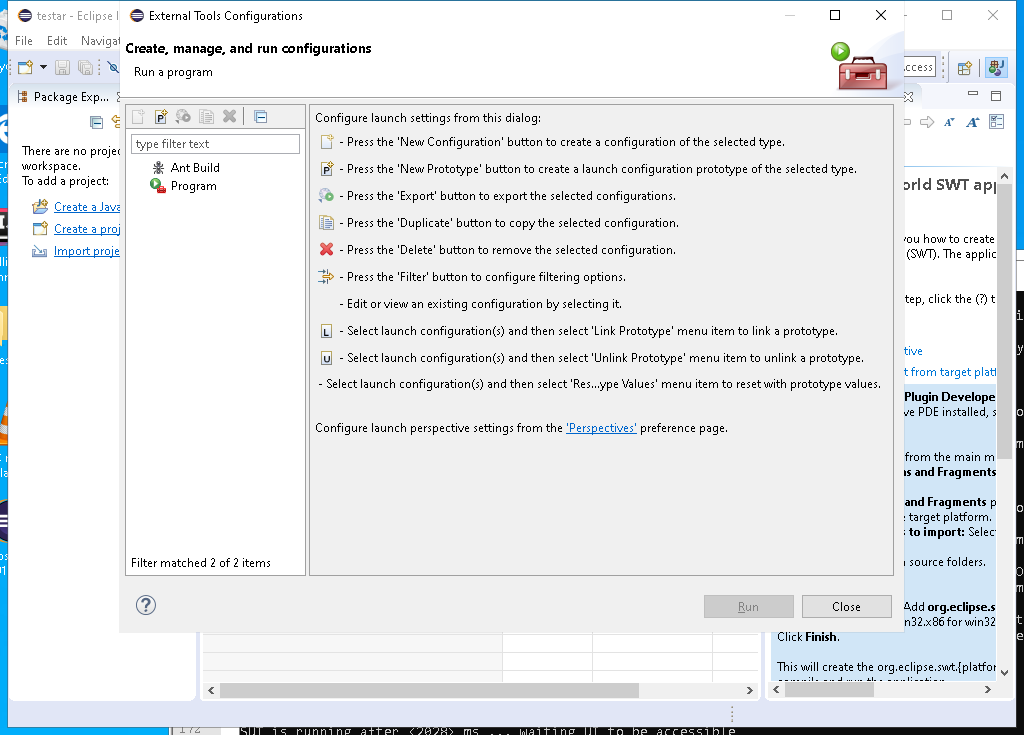 testar - Eclipse I
File Edit Navigat
External Tools Configurations
Create, manage, and run configurations
Run a program
type filter text
Ant Build
Program
Filter matched 2 of 2 items
Configure launch settings from this dialog:
- Press the 'New Configuration' button to create a configuration of the selected type.
- Press the 'New Prototype' button to create a launch configuration prototype of the selected type.
- Press the 'Export' button to export the selected configurations.
- Press the 'Duplicate' button to copy the selected configuration.
- Press the 'Delete' button to remove the selected configuration.
- Press the 'Filter' button to configure filtering options.
- Edit or view an existing configuration by selecting it.
L - Select launch configuration(s) and then select 'Link Prototype' menu item to link a prototype.
U - Select launch configuration(s) and then select 'Unlink Prototype' menu item to unlink a prototype.
- Select launch configuration(s) and then select 'Res...ype Values' menu item to reset with prototype values.
Configure launch perspective settings from the 'Perspectives' preference page.
? Run Close
Package Exp...
There are no projec
workspace.
To add a project:
Create a Java
Create a proj
Import proje
ccess
orld SWT app
you how to create
(SWT). The applic
tep, click the (?) t
tive
t from target platf
Plugin Develope
ve PDE installed, s
from the main m
ns and Fragments
and Fragments p
e target platform.
s to import: Selec
source folders.
Add org.eclipse.s
in32.x86 for win32
Click Finish.
This will create the org.eclipse.swt.{platfor
compile and run the application
172
SUT is running after <2028> ms ... waiting UI to be accessible